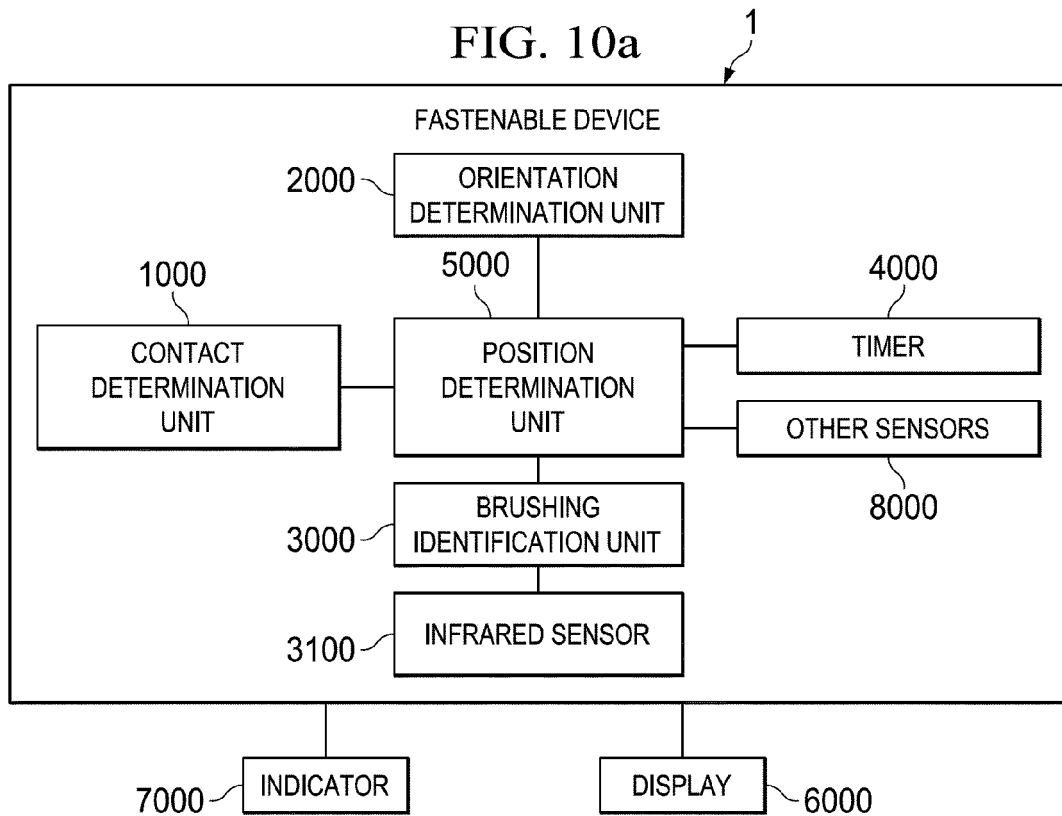 FIG. 10a
1
FASTENABLE DEVICE
2000
ORIENTATION
DETERMINATION UNIT
1000
5000
4000
CONTACT
DETERMINATION
UNIT
POSITION
DETERMINATION
UNIT
TIMER
OTHER SENSORS
8000
3000
BRUSHING
IDENTIFICATION UNIT
3100
INFRARED SENSOR
7000
INDICATOR
DISPLAY
6000